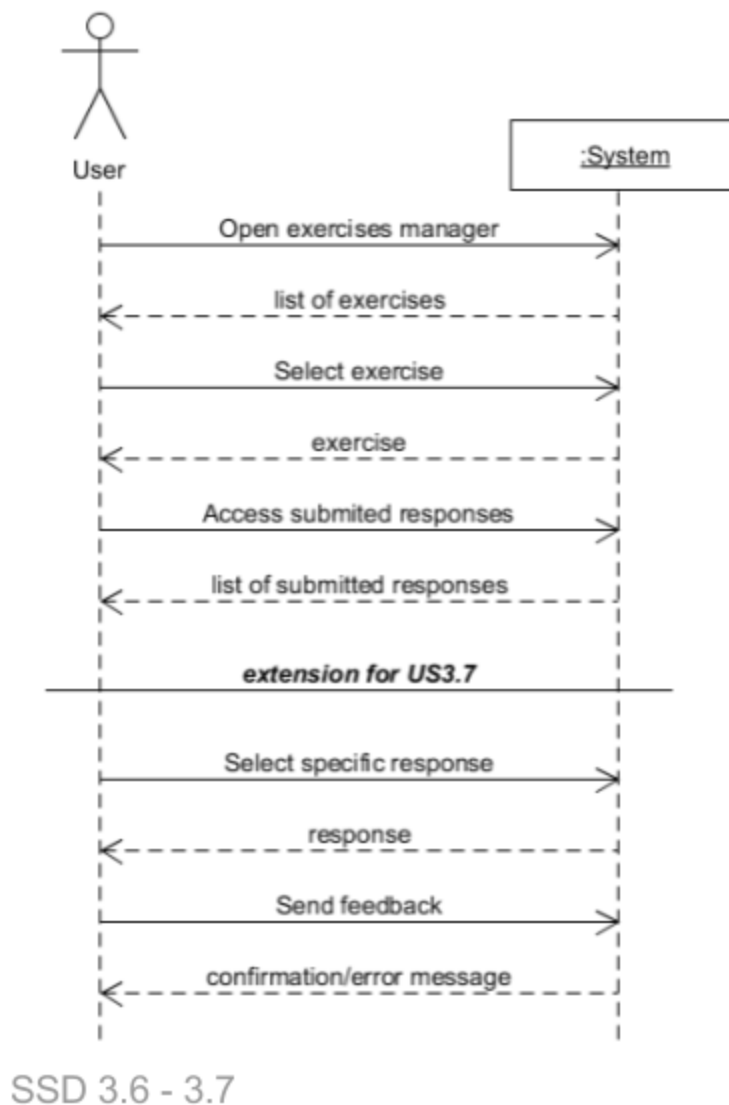 User
:System
Open exercises manager
list of exercises
Select exercise
exercise
Access submited responses
list of submitted responses
extension for US3.7
Select specific response
response
Send feedback
confirmation/error message
SSD 3.6 - 3.7